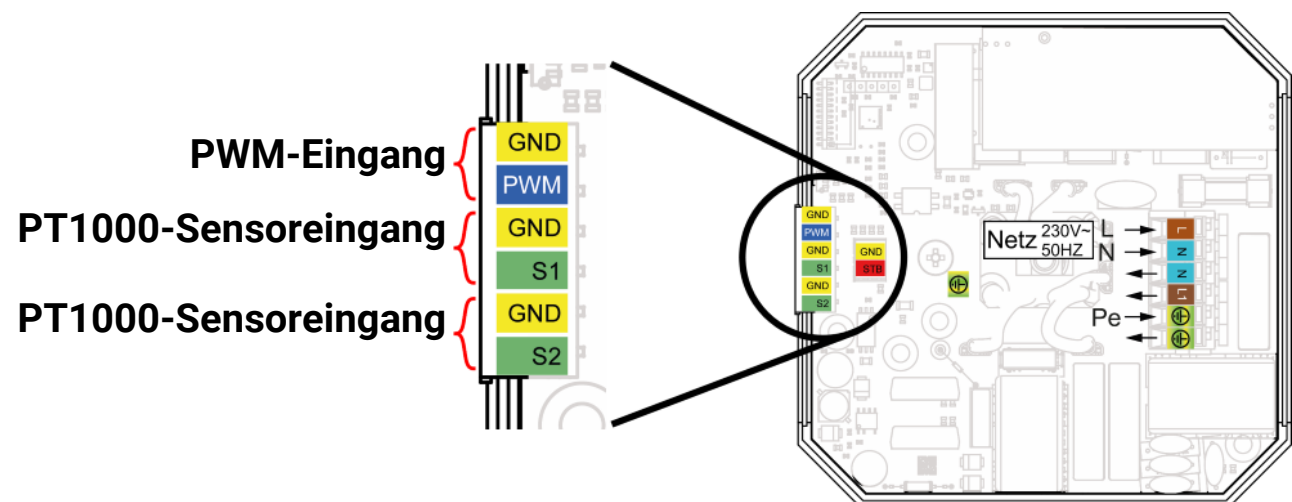 PWM-Eingang
PT1000-Sensoreingang
PT1000-Sensoreingang
GND
PWM
GND
S1
GND
S2
GND
PWM
GND
S1
GND
S2
GND
STB
Netz 230V~
50HZ
L
N
Pe
L
N
N
L1